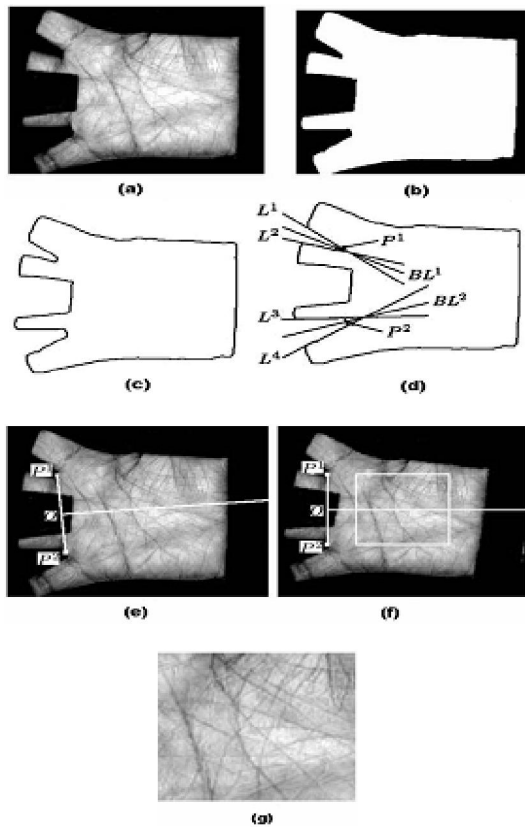 (a)
(b)
L¹
L²
P¹
BL¹
BL²
L³
P²
L⁴
(c)
(d)
P¹
P²
(e)
P¹
P²
(f)
(g)